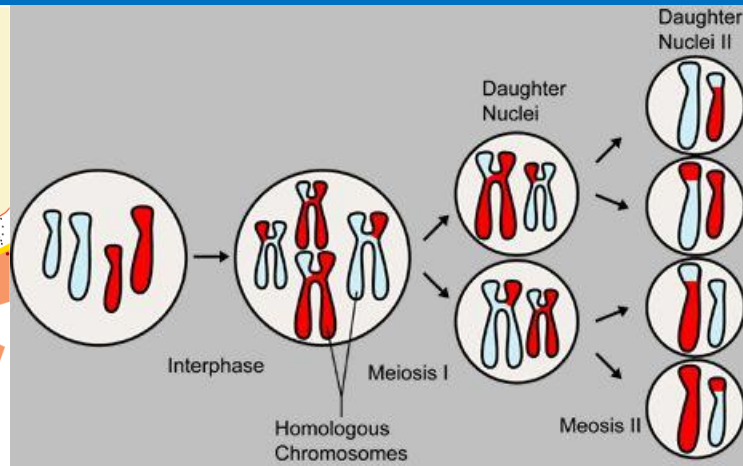 Daughter
Nuclei II
Daughter
Nuclei
Interphase
Meiosis I
Homologous
Chromosomes
Meosis II